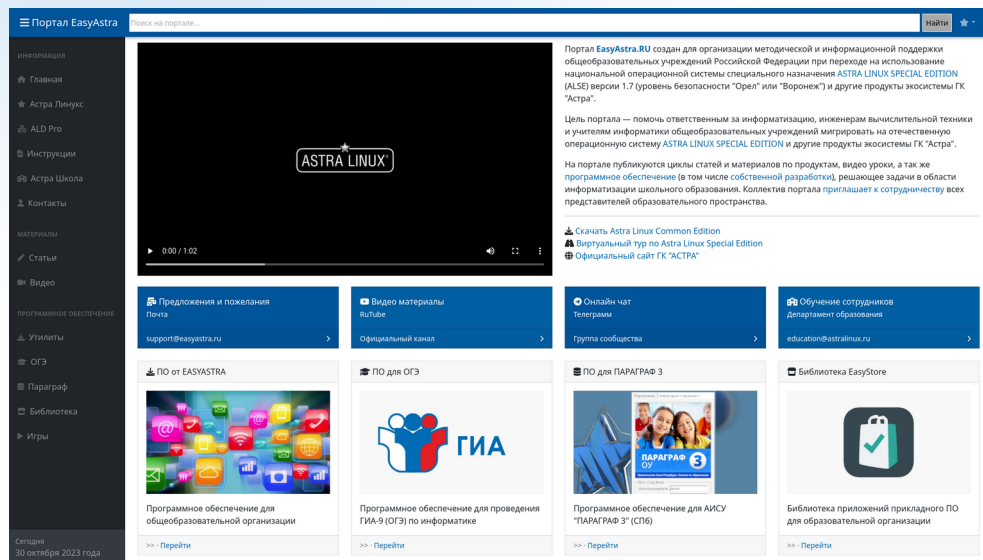 Портал EasyAstra
Поиск на портале...
Найти
ИНФОРМАЦИЯ
Главная
Астра Линукс
ALD Pro
Инструкции
Астра Школа
Контакты
МАТЕРИАЛЫ
Статьи
Видео
ПРОГРАММНОЕ ОБЕСПЕЧЕНИЕ
Утилиты
ОГЭ
Параграф
Библиотека
Игры
Сегодня
30 октября 2023 года
ASTRA LINUX®
0:00 / 1:02
Портал EasyAstra.RU создан для организации методической и информационной поддержки
общеобразовательных учреждений Российской Федерации при переходе на использование
национальной операционной системы специального назначения ASTRA LINUX SPECIAL EDITION
(ALSE) версии 1.7 (уровень безопасности "Орел" или "Воронеж") и другие продукты экосистемы ГК
"Астра".
Цель портала — помочь ответственным за информатизацию, инженерам вычислительной техники
и учителям информатики общеобразовательных учреждений мигрировать на отечественную
операционную систему ASTRA LINUX SPECIAL EDITION и другие продукты экосистемы ГК "Астра".
На портале публикуются циклы статей и материалов по продуктам, видео уроки, а так же
программное обеспечение (в том числе собственной разработки), решающее задачи в области
информатизации школьного образования. Коллектив портала приглашает к сотрудничеству всех
представителей образовательного пространства.
Скачать Astra Linux Common Edition
Виртуальный тур по Astra Linux Special Edition
Официальный сайт ГК "АСТРА"
Предложения и пожелания
Почта
support@easyastra.ru
Видео материалы
RuTube
Официальный канал
Онлайн чат
Телеграмм
Группа сообщества
Обучение сотрудников
Департамент образования
education@astralinux.ru
ПО от EASYASTRA
Программное обеспечение для
общеобразовательной организации
>> - Перейти
ПО для ОГЭ
ГИА
Программное обеспечение для проведения
ГИА-9 (ОГЭ) по информатике
>> - Перейти
ПО для ПАРАГРАФ 3
ПАРАГРАФ 3
ОУ
Программное обеспечение для АИСУ
"ПАРАГРАФ 3" (СПб)
>> - Перейти
Библиотека EasyStore
Библиотека приложений прикладного ПО
для образовательной организации
>> - Перейти